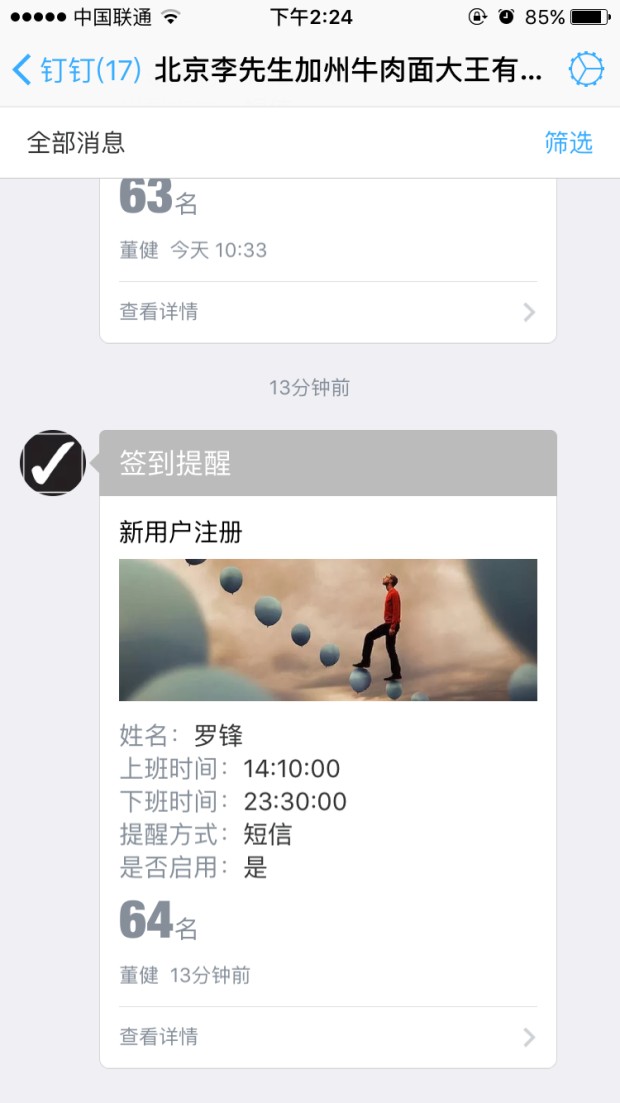 中国联通
下午2:24
85%
钉钉(17)
北京李先生加州牛肉面大王有...
全部消息
筛选
63名
董健 今天 10:33
查看详情
13分钟前
签到提醒
新用户注册
姓名：罗锋
上班时间：14:10:00
下班时间：23:30:00
提醒方式：短信
是否启用：是
64名
董健 13分钟前
查看详情